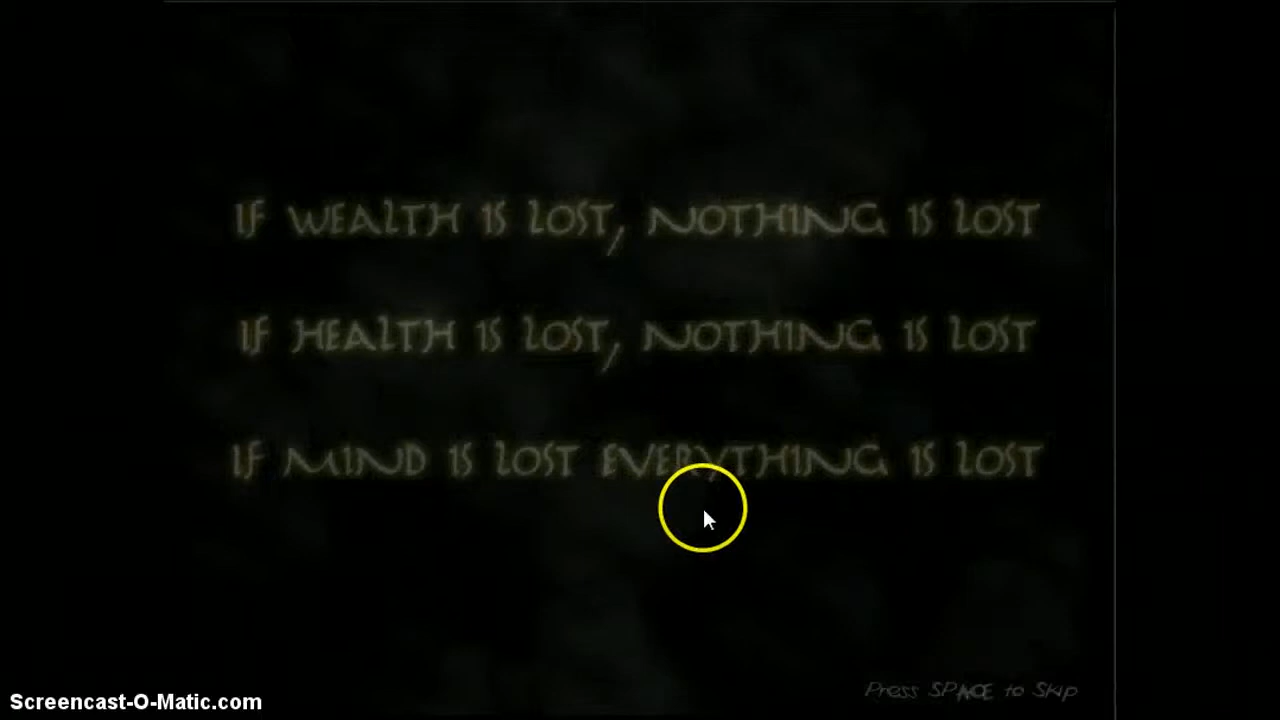 IF WEALTH IS LOST, NOTHING IS LOST
IF HEALTH IS LOST, NOTHING IS LOST
IF MIND IS LOST EVERYTHING IS LOST
Press SPACE to Skip
Screencast-O-Matic.com